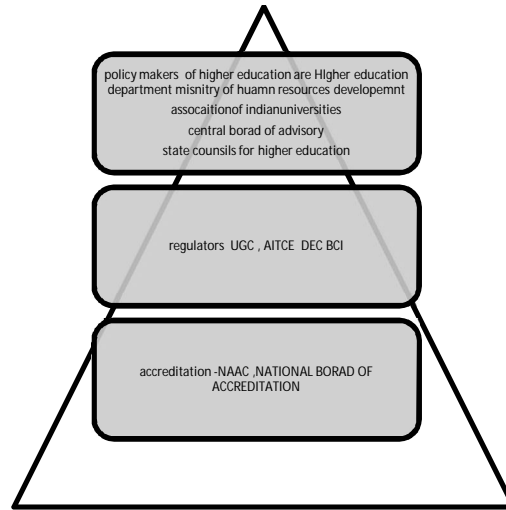 policy makers of higher education are HIgher education
department misnitry of huamn resources developemnt
assocaitionof indianuniversities
central borad of advisory
state counsils for higher education
regulators UGC , AITCE DEC BCI
accreditation -NAAC ,NATIONAL BORAD OF
ACCREDITATION